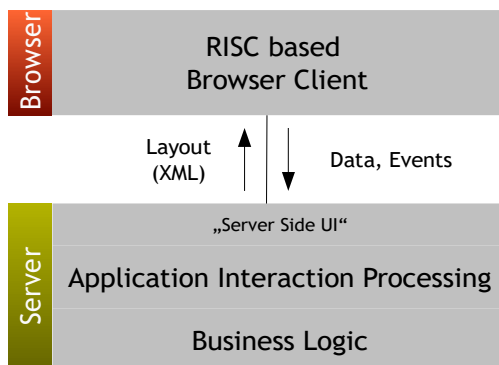 Browser
RISC based
Browser Client
Layout
(XML)
Data, Events
Server
„Server Side UI“
Application Interaction Processing
Business Logic